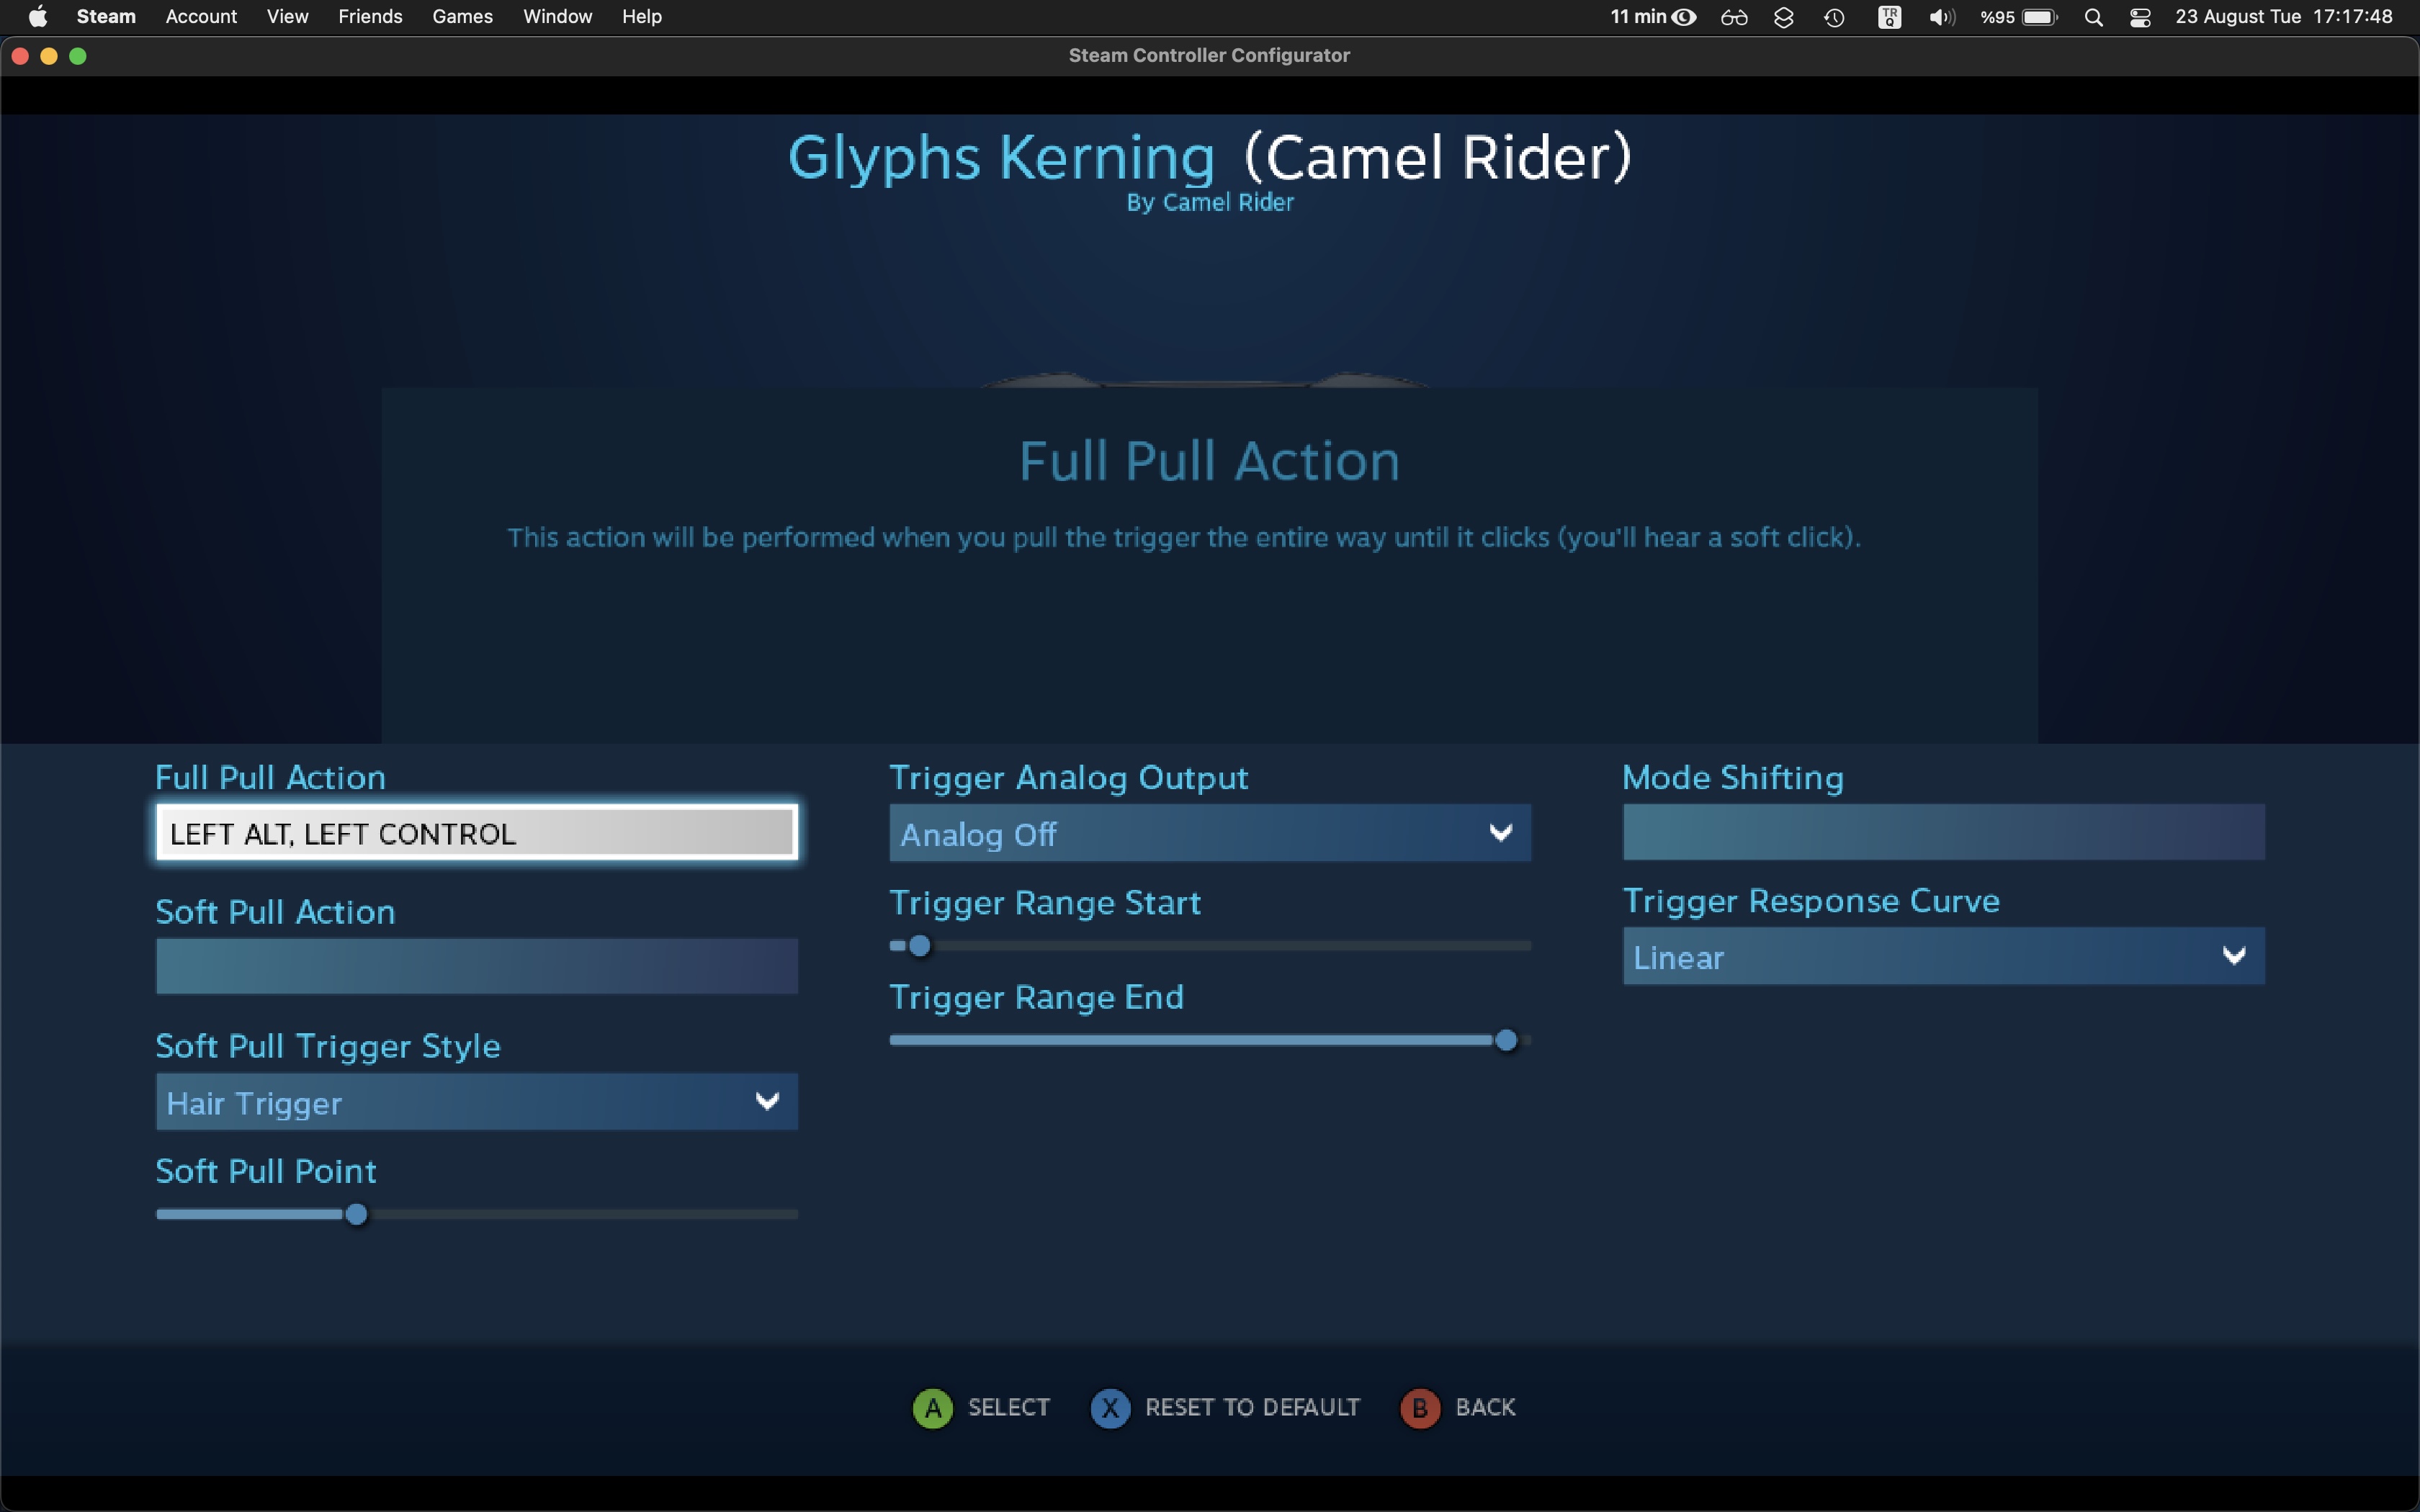 Steam Account View Friends Games Window Help 11 min TR Q %95 23 August Tue 17:17:48
Steam Controller Configurator
Glyphs Kerning (Camel Rider)
By Camel Rider
Full Pull Action
This action will be performed when you pull the trigger the entire way until it clicks (you'll hear a soft click).
Full Pull Action
LEFT ALT, LEFT CONTROL
Soft Pull Action
Soft Pull Trigger Style
Hair Trigger
Soft Pull Point
Trigger Analog Output
Analog Off
Trigger Range Start
Trigger Range End
Mode Shifting
Trigger Response Curve
Linear
A SELECT X RESET TO DEFAULT B BACK